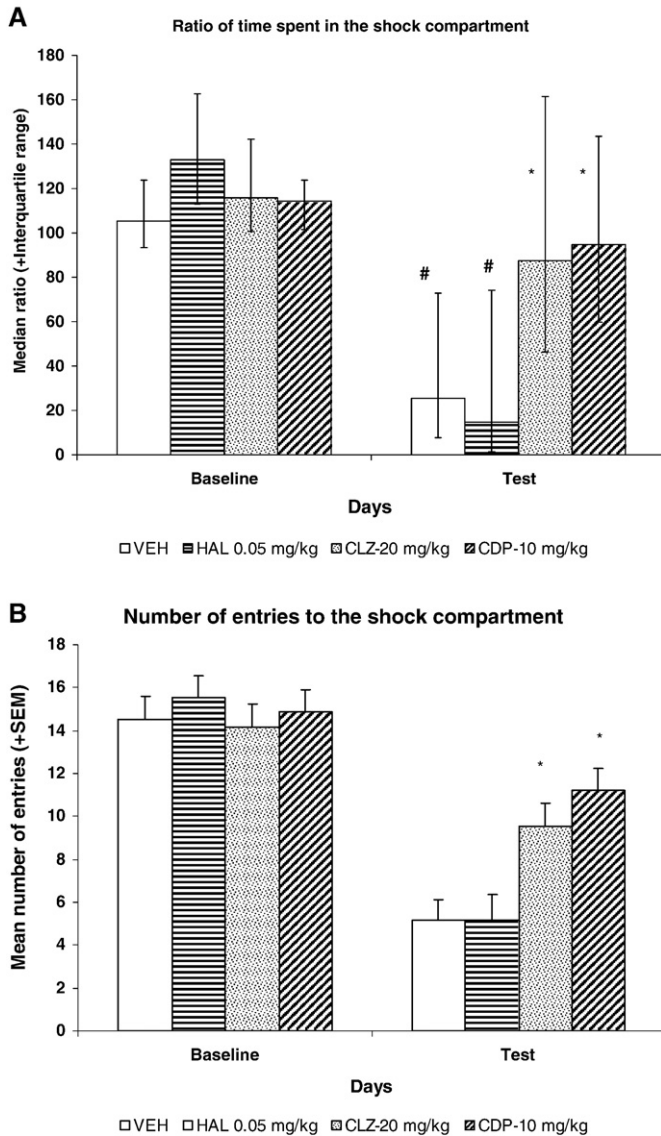 A
Ratio of time spent in the shock compartment
Median ratio (+Interquartile range)
180
160
140
120
100
80
60
40
20
0
#
#
*
*
Baseline
Test
Days
VEH HAL 0.05 mg/kg CLZ-20 mg/kg CDP-10 mg/kg
B
Number of entries to the shock compartment
Mean number of entries (+SEM)
18
16
14
12
10
8
6
4
2
0
*
*
Baseline
Test
Days
VEH HAL 0.05 mg/kg CLZ-20 mg/kg CDP-10 mg/kg